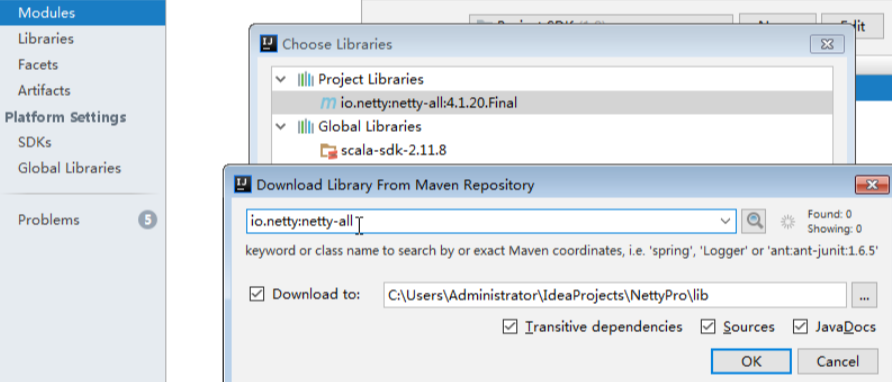 Modules
Libraries
Facets
Artifacts
Platform Settings
SDKs
Global Libraries
Problems 5
Choose Libraries
Project Libraries
io.netty:netty-all:4.1.20.Final
Global Libraries
scala-sdk-2.11.8
Download Library From Maven Repository
io.netty:netty-all
Found: 0
Showing: 0
keyword or class name to search by or exact Maven coordinates, i.e. 'spring', 'Logger' or 'ant:ant-junit:1.6.5'
Download to: C:\Users\Administrator\IdeaProjects\NettyPro\lib ...
Transitive dependencies Sources JavaDocs
OK Cancel